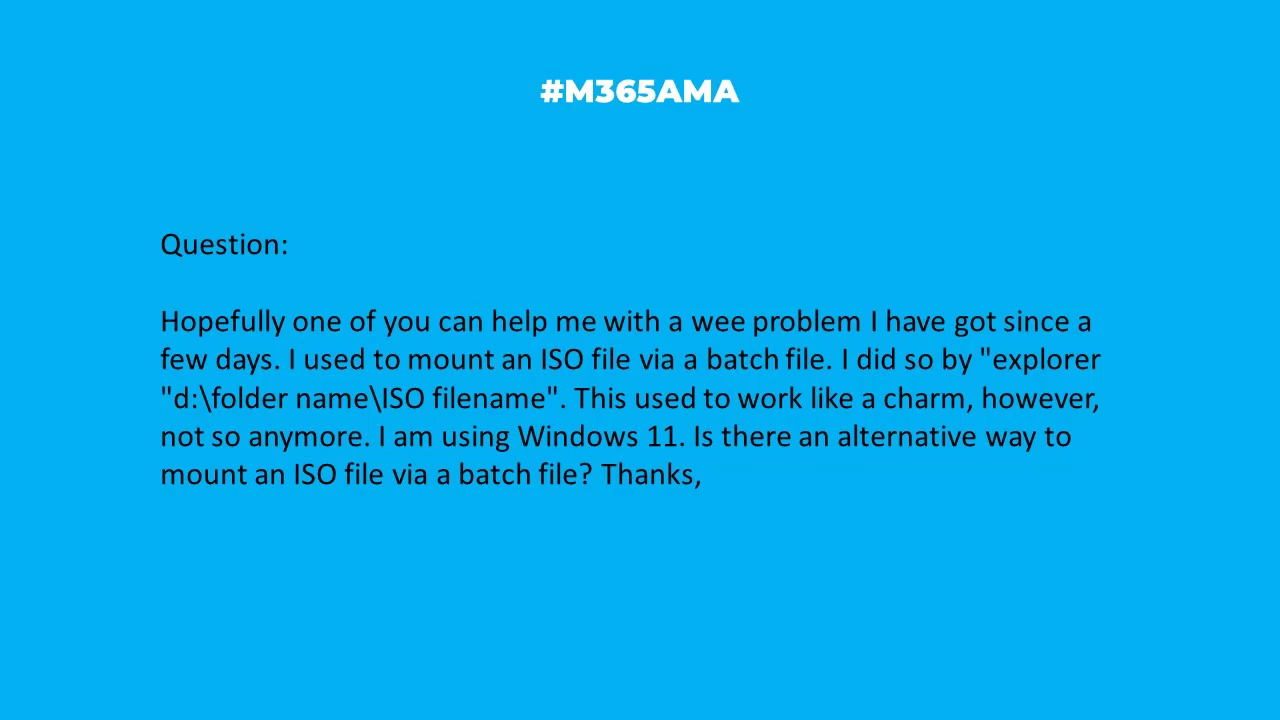 #M365AMA
Question:
Hopefully one of you can help me with a wee problem I have got since a
few days. I used to mount an ISO file via a batch file. I did so by "explorer
"d:\folder name\ISO filename". This used to work like a charm, however,
not so anymore. I am using Windows 11. Is there an alternative way to
mount an ISO file via a batch file? Thanks,